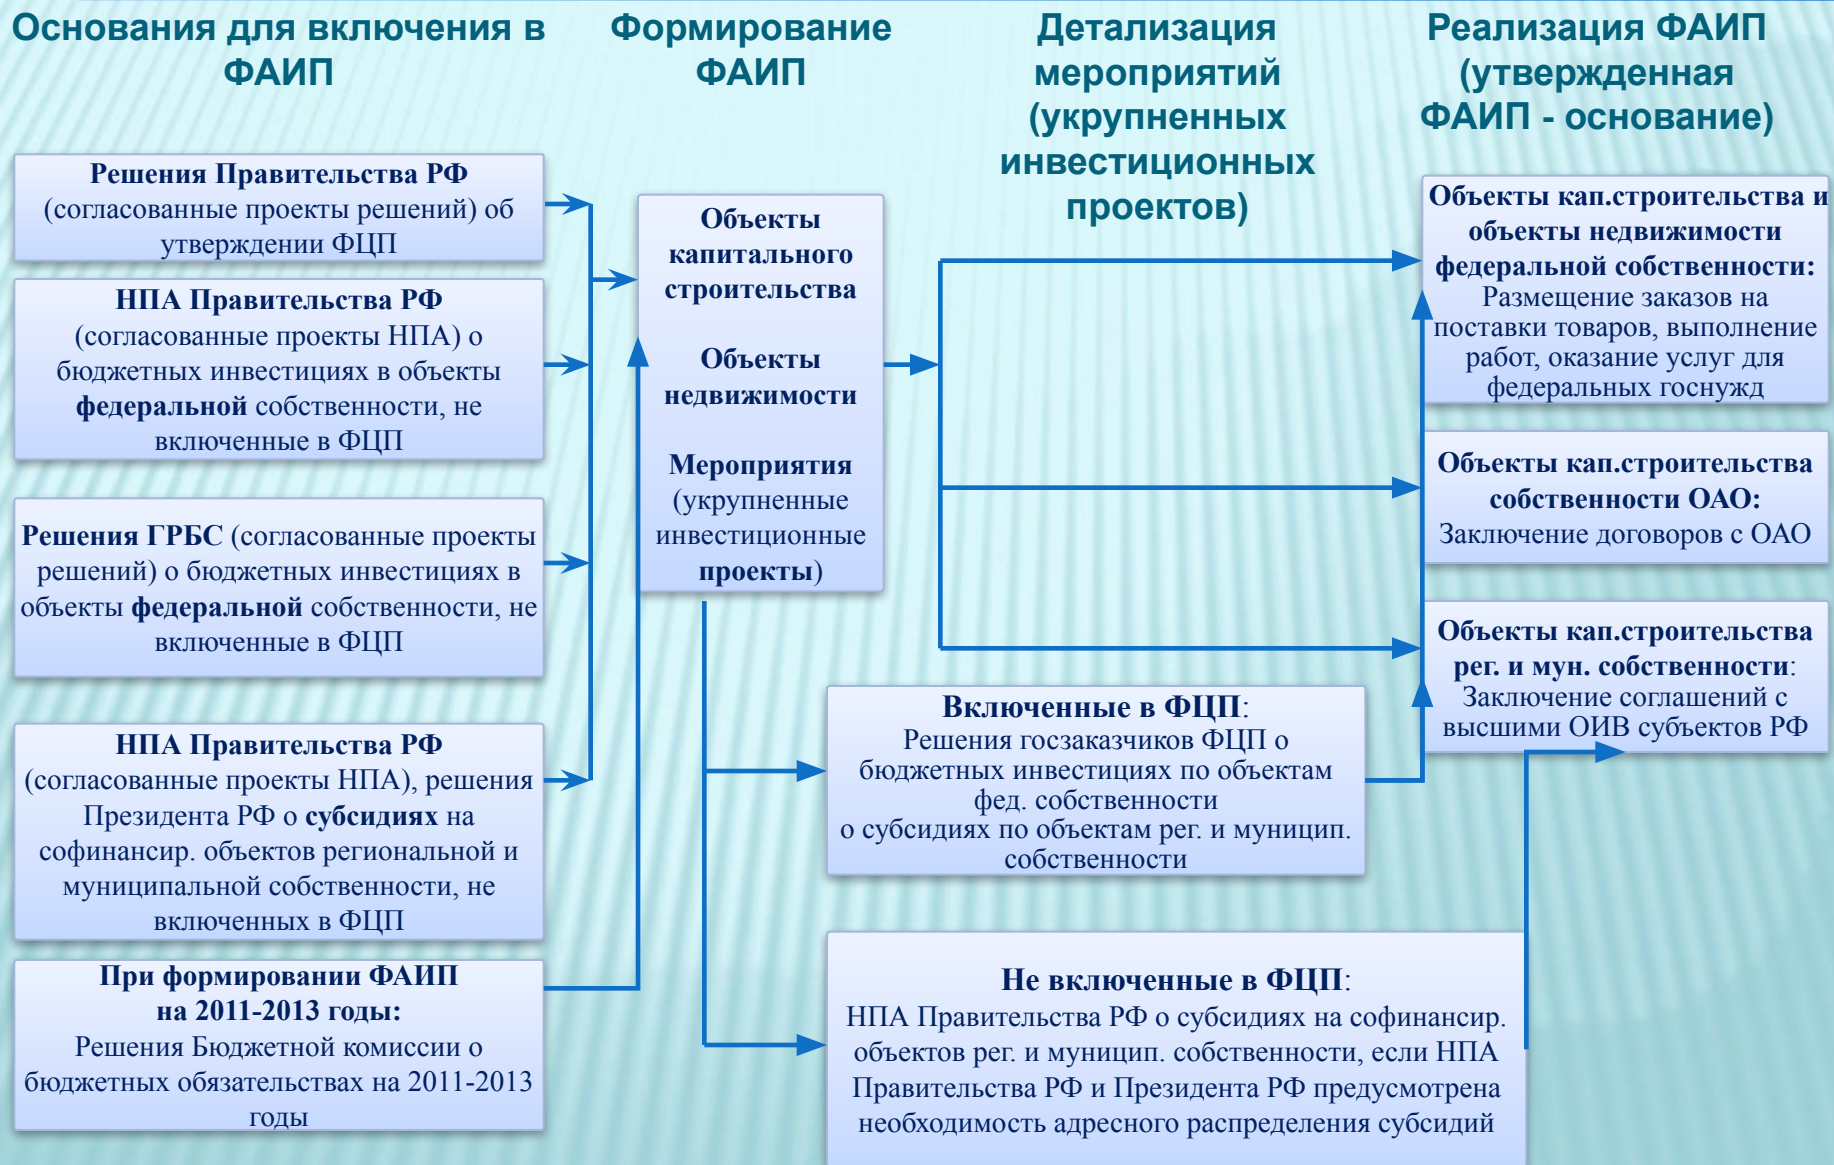 Основания для включения в
ФАИП
Формирование
ФАИП
Детализация
мероприятий
(укрупненных
инвестиционных
проектов)
Реализация ФАИП
(утвержденная
ФАИП - основание)
Решения Правительства РФ
(согласованные проекты решений) об
утверждении ФЦП
НПА Правительства РФ
(согласованные проекты НПА) о
бюджетных инвестициях в объекты
федеральной собственности, не
включенные в ФЦП
Решения ГРБС (согласованные проекты
решений) о бюджетных инвестициях в
объекты федеральной собственности, не
включенные в ФЦП
НПА Правительства РФ
(согласованные проекты НПА), решения
Президента РФ о субсидиях на
софинансир. объектов региональной и
муниципальной собственности, не
включенных в ФЦП
При формировании ФАИП
на 2011-2013 годы:
Решения Бюджетной комиссии о
бюджетных обязательствах на 2011-2013
годы
Объекты
капитального
строительства
Объекты
недвижимости
Мероприятия
(укрупненные
инвестиционные
проекты)
Включенные в ФЦП:
Решения госзаказчиков ФЦП о
бюджетных инвестициях по объектам
фед. собственности
о субсидиях по объектам рег. и муницип.
собственности
Не включенные в ФЦП:
НПА Правительства РФ о субсидиях на софинансир.
объектов рег. и муницип. собственности, если НПА
Правительства РФ и Президента РФ предусмотрена
необходимость адресного распределения субсидий
Объекты кап.строительства и
объекты недвижимости
федеральной собственности:
Размещение заказов на
поставки товаров, выполнение
работ, оказание услуг для
федеральных госнужд
Объекты кап.строительства
собственности ОАО:
Заключение договоров с ОАО
Объекты кап.строительства
рег. и мун. собственности:
Заключение соглашений с
высшими ОИВ субъектов РФ